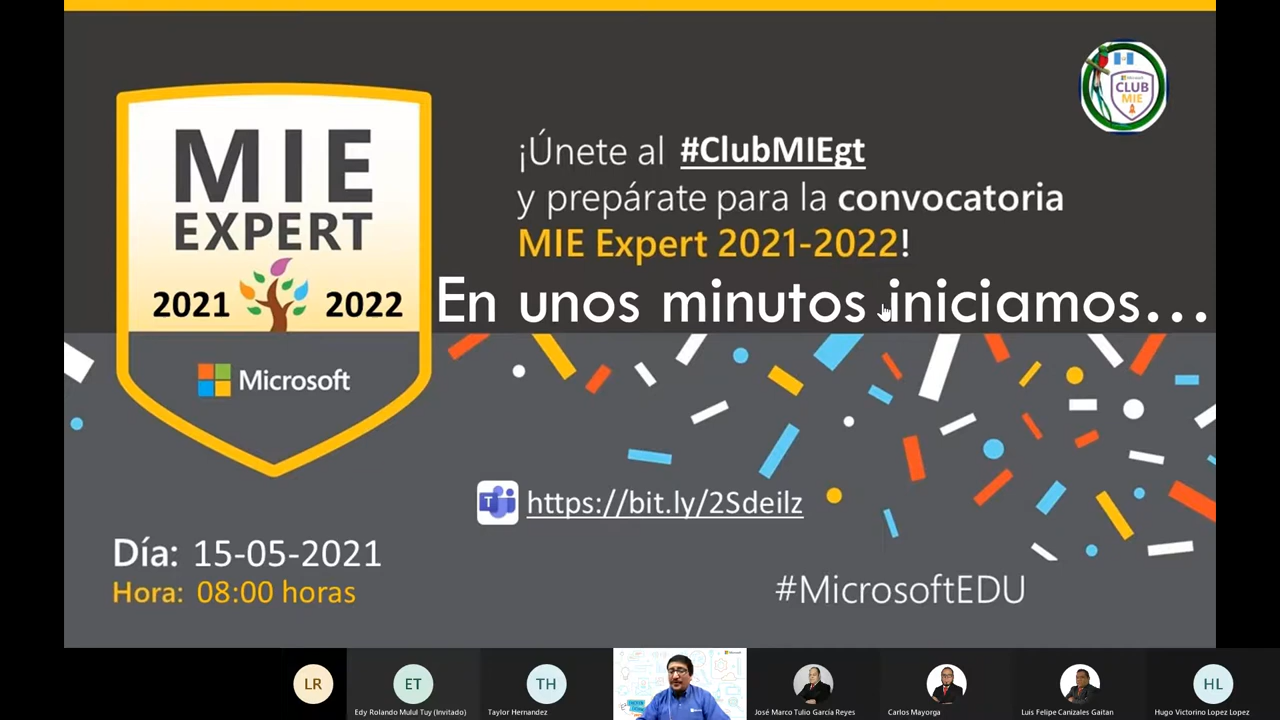 CLUB
MIE
MIE
EXPERT
2021 2022
Microsoft
¡Únete al #ClubMIEgt
y prepárate para la convocatoria
MIE Expert 2021-2022!
En unos minutos iniciamos...
https://bit.ly/2Sdeilz
Día: 15-05-2021
Hora: 08:00 horas
#MicrosoftEDU
LR
ET
TH
HL
Edy Rolando Mulul Tuy (Invitado)
Taylor Hernandez
José Marco Tulio García Reyes
Carlos Mayorga
Luis Felipe Canizales Gaitan
Hugo Victorino Lopez Lopez